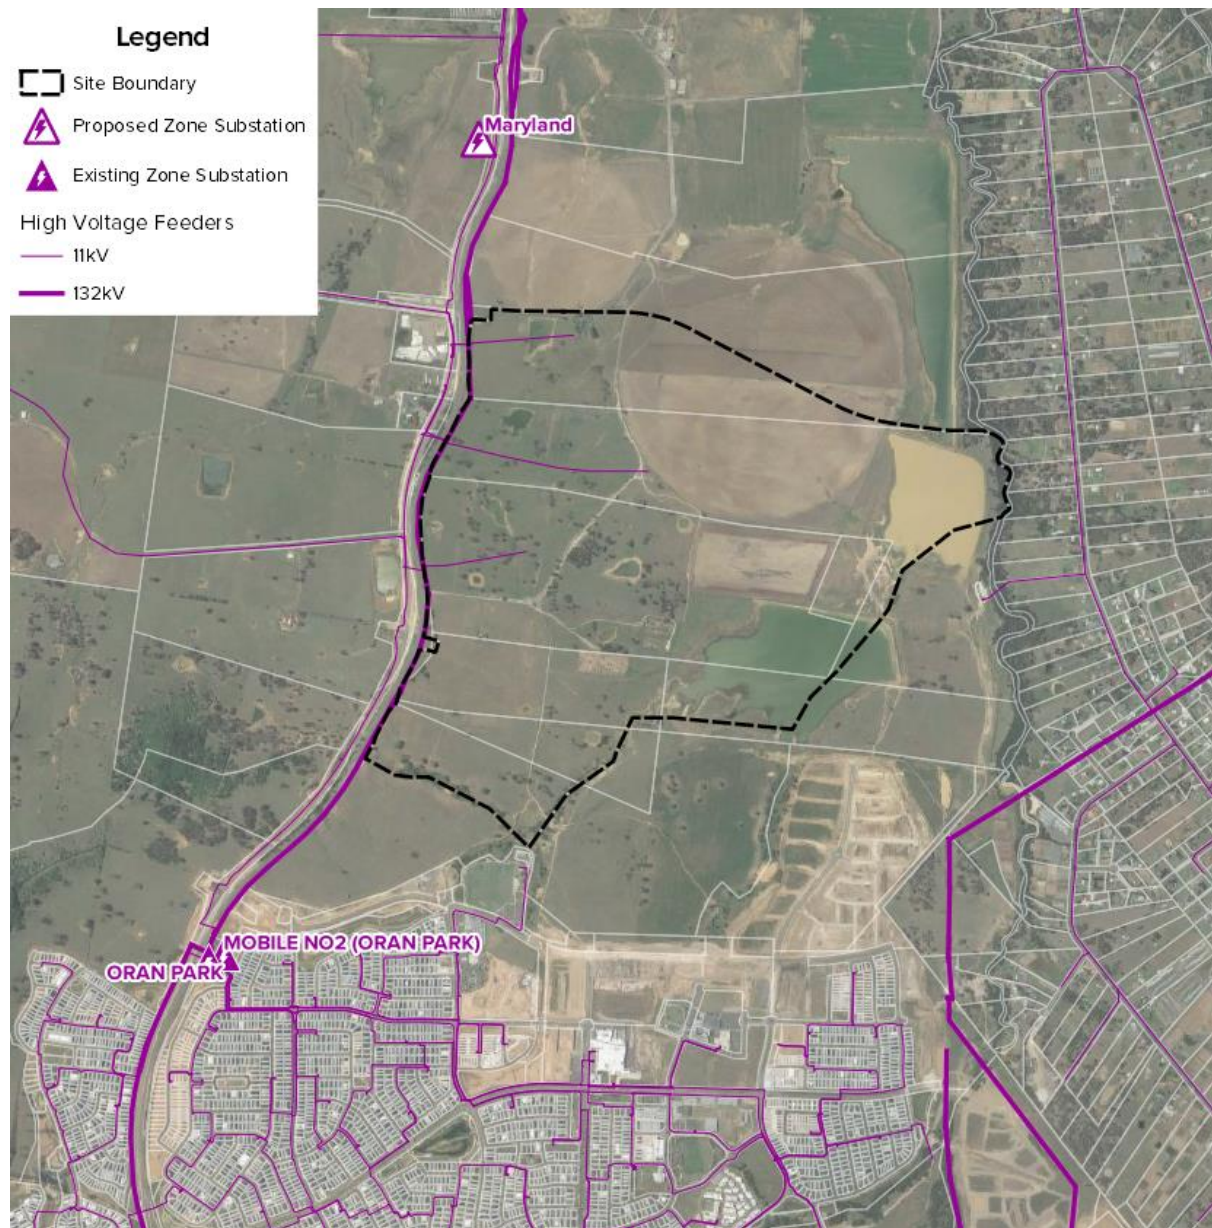 Legend
Site Boundary
Proposed Zone Substation
Existing Zone Substation
High Voltage Feeders
11kV
132kV
Maryland
MOBILE NO2 (ORAN PARK)
ORAN PARK